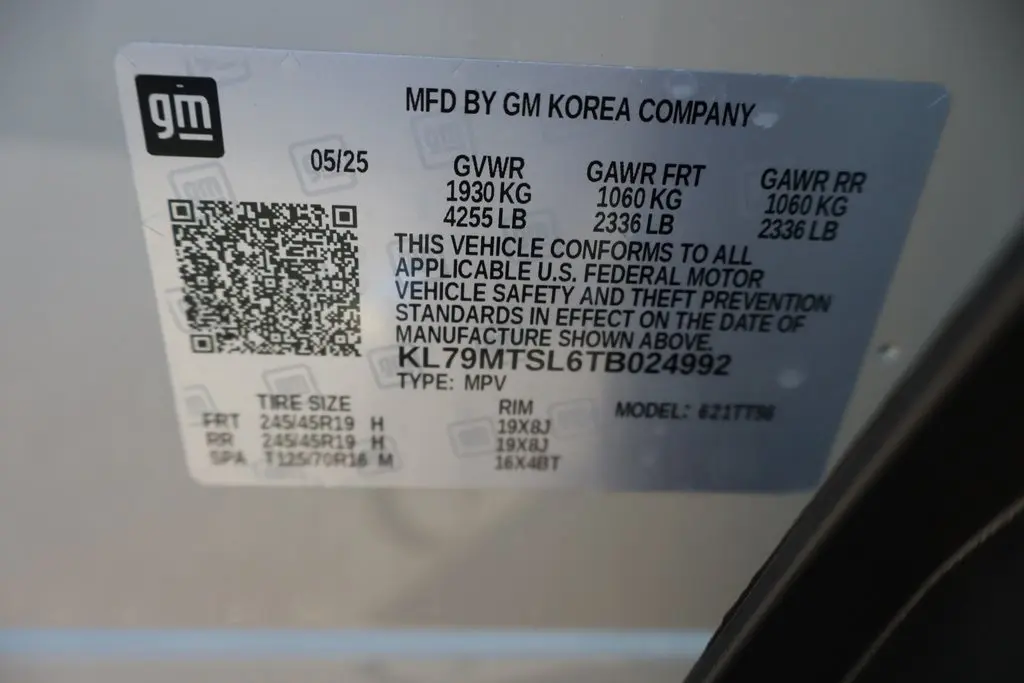 gm
MFD BY GM KOREA COMPANY
05/25 GVWR GAWR FRT GAWR RR
1930 KG 1060 KG 1060 KG
4255 LB 2336 LB 2336 LB
THIS VEHICLE CONFORMS TO ALL
APPLICABLE U.S. FEDERAL MOTOR
VEHICLE SAFETY AND THEFT PREVENTION
STANDARDS IN EFFECT ON THE DATE OF
MANUFACTURE SHOWN ABOVE.
KL79MTSL6TB024992
TYPE: MPV
TIRE SIZE RIM MODEL:
FRT 245/45R19 H 19X8J
RR 245/45R19 H 19X8J
SPA T125/70R16 M 16X4BT